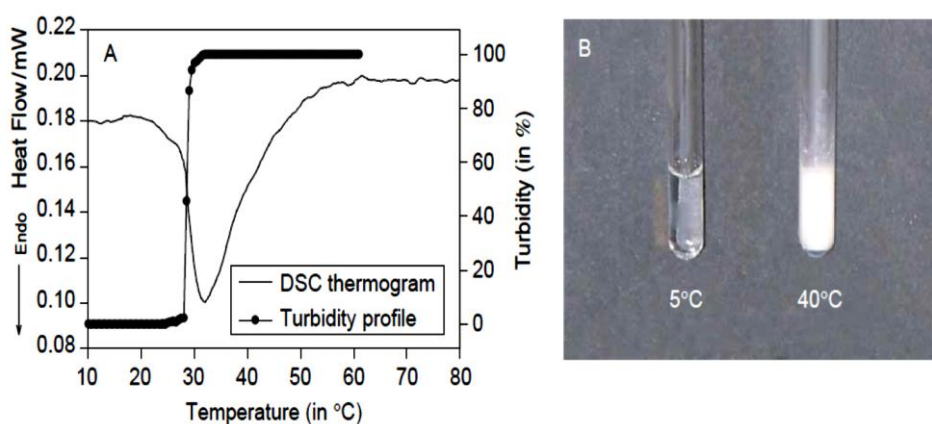 A
0.22
0.20
0.18
0.16
0.14
0.12
0.10
0.08
Endo Heat Flow/mW
100
80
60
40
20
0
Turbidity (in %)
DSC thermogram
Turbidity profile
10 20 30 40 50 60 70 80
Temperature (in °C)
B
5°C
40°C